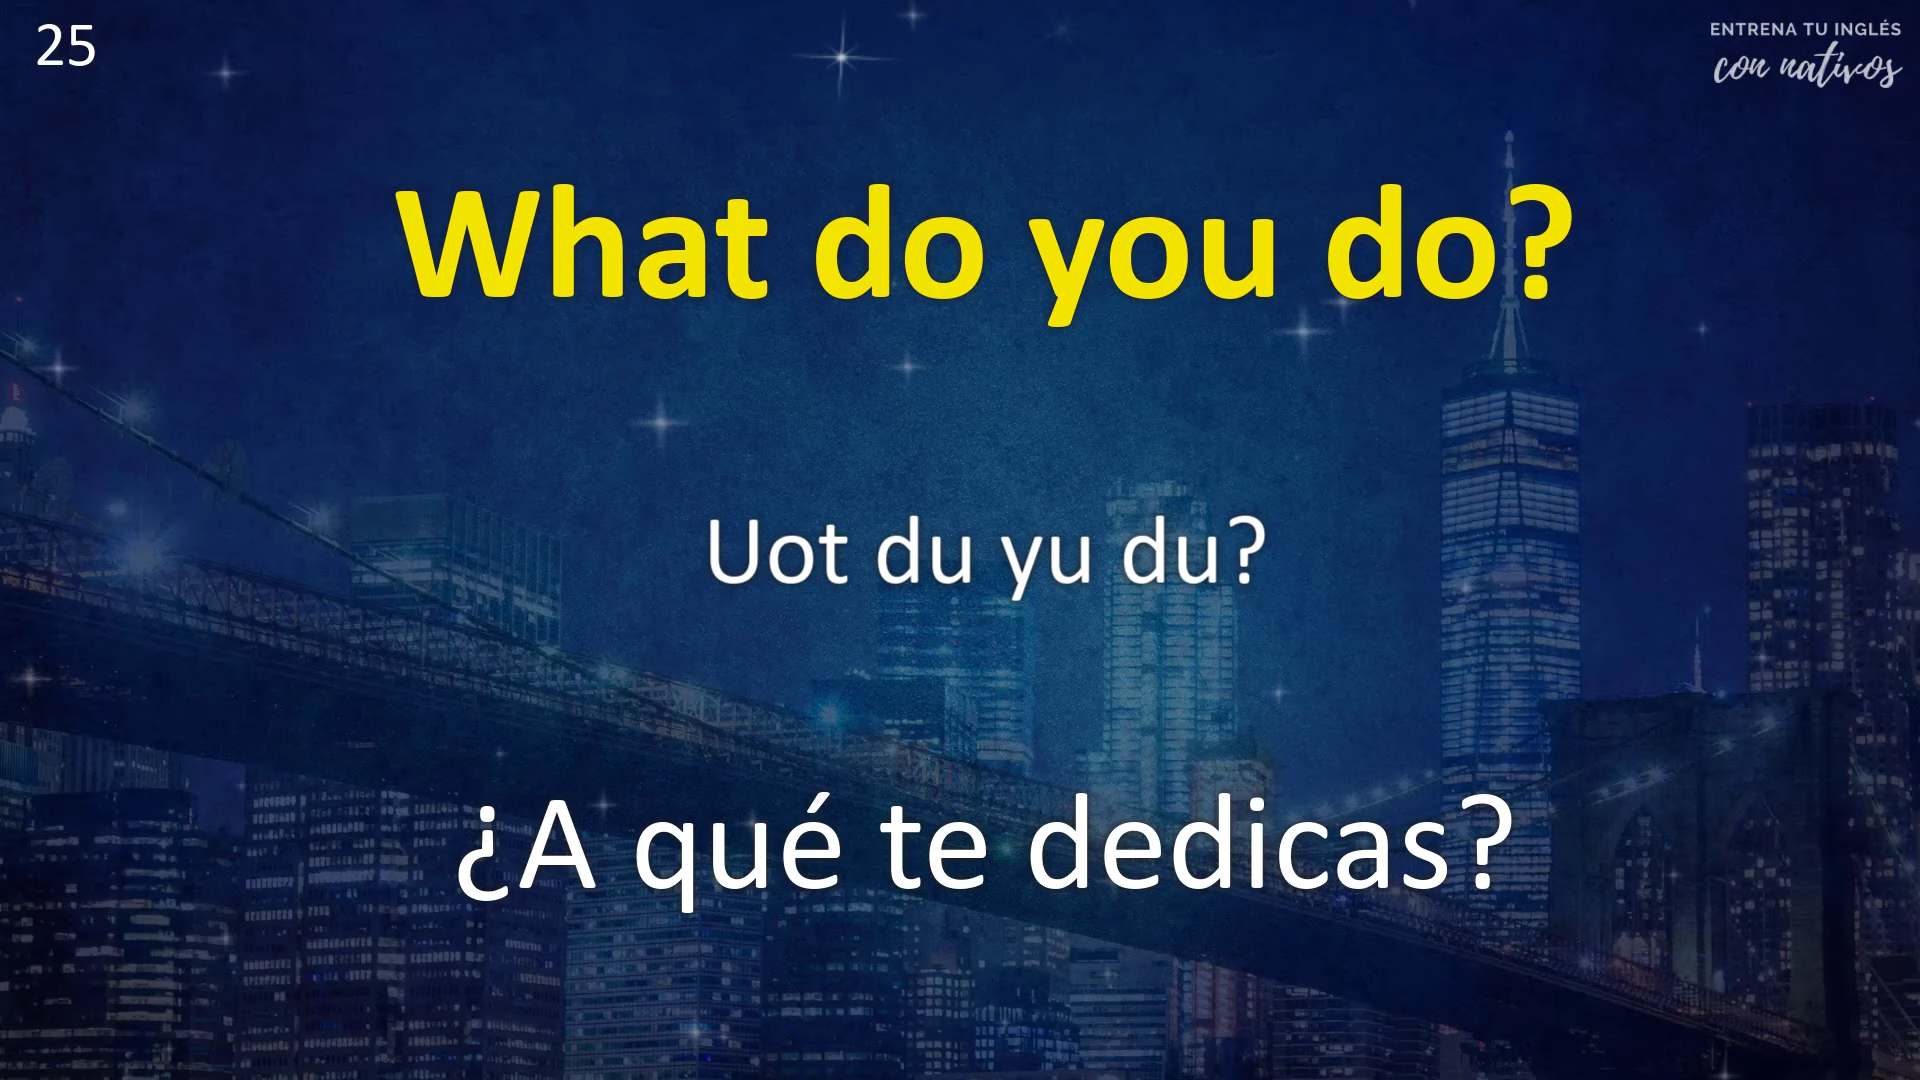 25
ENTRENA TU INGLÉS
con nativos
What do you do?
Uot du yu du?
¿A qué te dedicas?